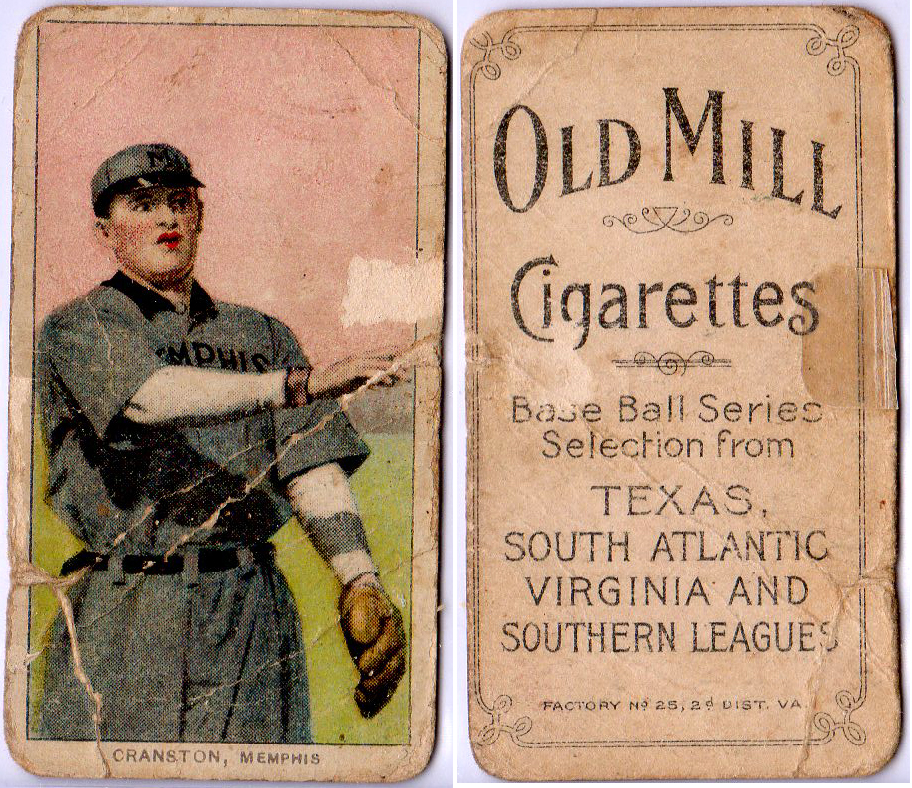 M
MPHIS
CRANSTON, MEMPHIS
OLD MILL
Cigarettes
Base Ball Series
Selection from
TEXAS,
SOUTH ATLANTIC
VIRGINIA AND
SOUTHERN LEAGUES
FACTORY Nº 25, 2ᵈ DIST. VA.